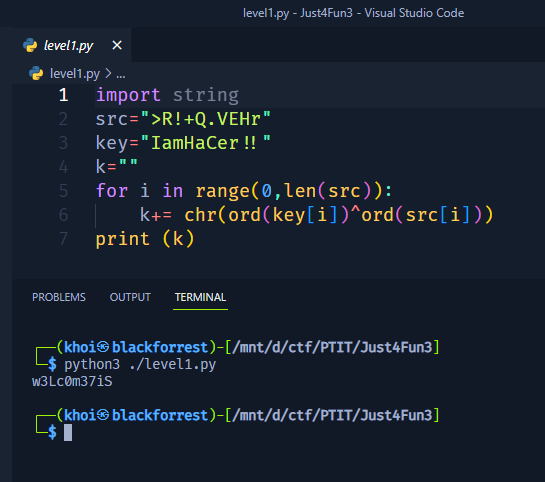 level1.py - Just4Fun3 - Visual Studio Code
level1.py ×
level1.py > ...
1 import string
2 src=">R!+Q.VEHr"
3 key="IamHaCer!!"
4 k=""
5 for i in range(0,len(src)):
6 k+= chr(ord(key[i])^ord(src[i]))
7 print (k)
PROBLEMS OUTPUT TERMINAL
┌──(khoi㉿blackforrest)-[/mnt/d/ctf/PTIT/Just4Fun3]
└─$ python3 ./level1.py
w3Lc0m37iS
┌──(khoi㉿blackforrest)-[/mnt/d/ctf/PTIT/Just4Fun3]
└─$